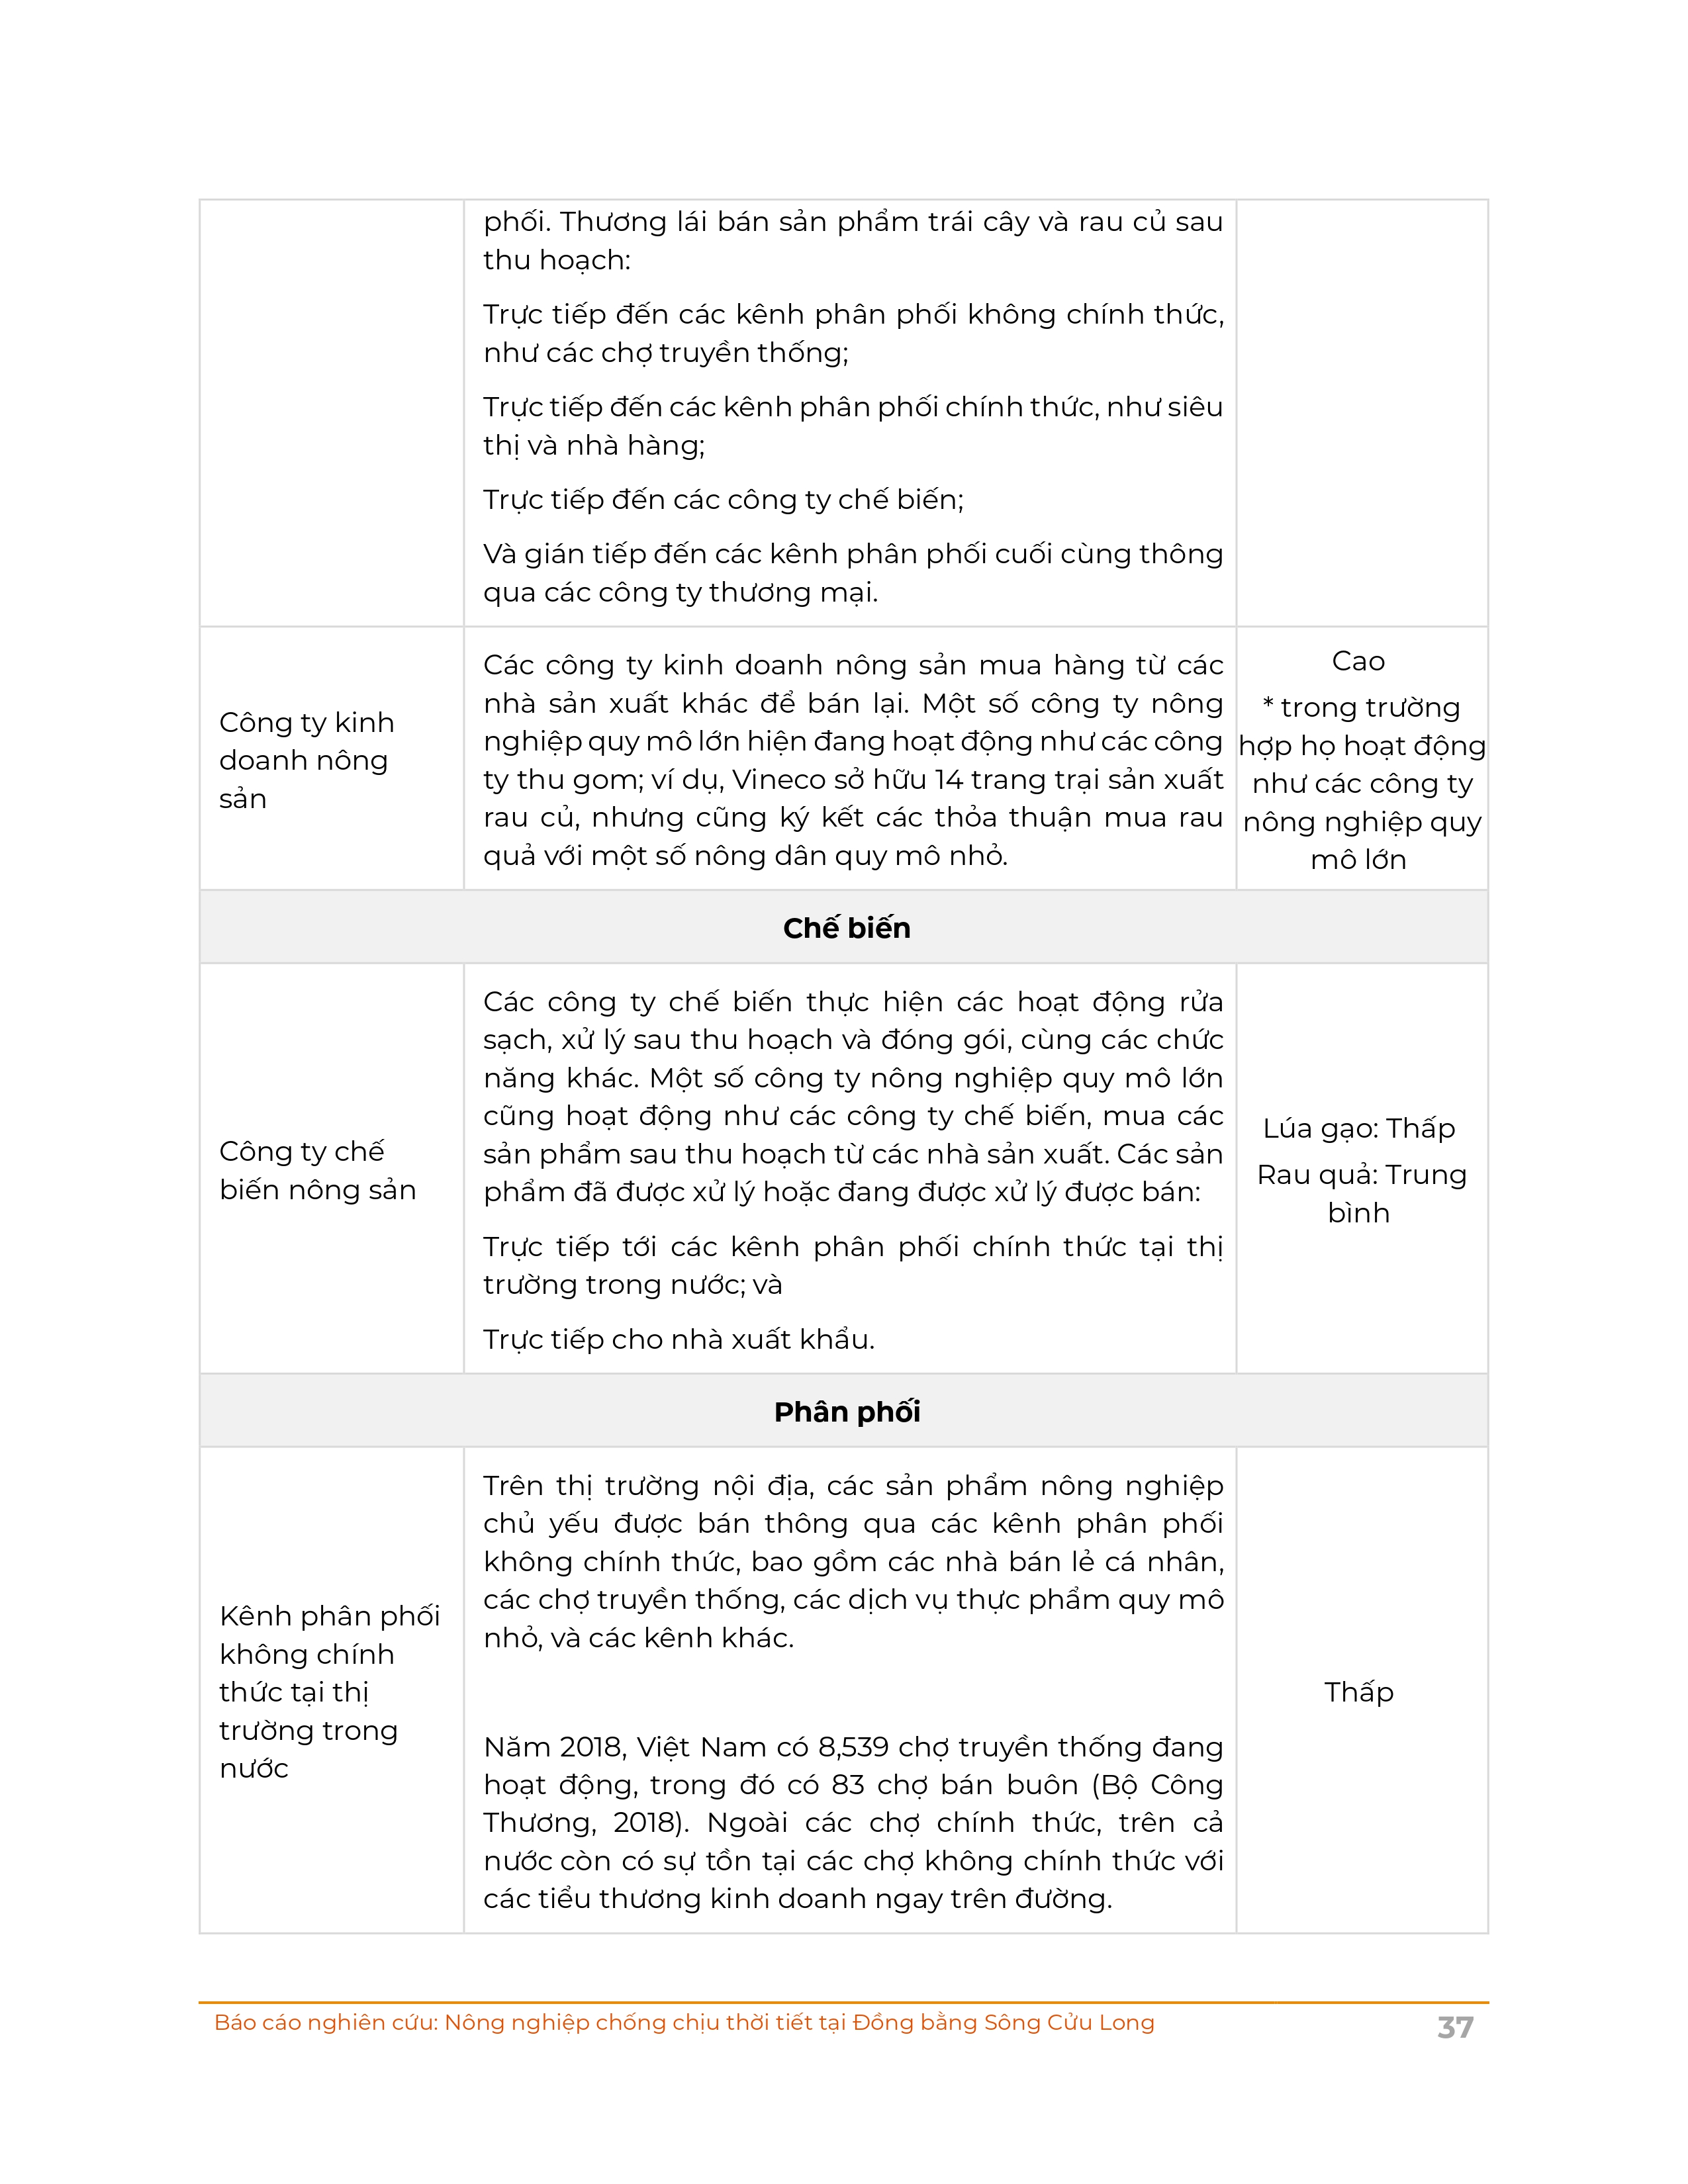 phối. Thương lái bán sản phẩm trái cây và rau củ sau
thu hoạch:
Trực tiếp đến các kênh phân phối không chính thức,
như các chợ truyền thống;
Trực tiếp đến các kênh phân phối chính thức, như siêu
thị và nhà hàng;
Trực tiếp đến các công ty chế biến;
Và gián tiếp đến các kênh phân phối cuối cùng thông
qua các công ty thương mại.
Công ty kinh
doanh nông
sản
Các công ty kinh doanh nông sản mua hàng từ các
nhà sản xuất khác để bán lại. Một số công ty nông
nghiệp quy mô lớn hiện đang hoạt động như các công
ty thu gom; ví dụ, Vineco sở hữu 14 trang trại sản xuất
rau củ, nhưng cũng ký kết các thỏa thuận mua rau
quả với một số nông dân quy mô nhỏ.
Cao
* trong trường
hợp họ hoạt động
như các công ty
nông nghiệp quy
mô lớn
Chế biến
Công ty chế
biến nông sản
Các công ty chế biến thực hiện các hoạt động rửa
sạch, xử lý sau thu hoạch và đóng gói, cùng các chức
năng khác. Một số công ty nông nghiệp quy mô lớn
cũng hoạt động như các công ty chế biến, mua các
sản phẩm sau thu hoạch từ các nhà sản xuất. Các sản
phẩm đã được xử lý hoặc đang được xử lý được bán:
Trực tiếp tới các kênh phân phối chính thức tại thị
trường trong nước; và
Trực tiếp cho nhà xuất khẩu.
Lúa gạo: Thấp
Rau quả: Trung
bình
Phân phối
Kênh phân phối
không chính
thức tại thị
trường trong
nước
Trên thị trường nội địa, các sản phẩm nông nghiệp
chủ yếu được bán thông qua các kênh phân phối
không chính thức, bao gồm các nhà bán lẻ cá nhân,
các chợ truyền thống, các dịch vụ thực phẩm quy mô
nhỏ, và các kênh khác.
Năm 2018, Việt Nam có 8,539 chợ truyền thống đang
hoạt động, trong đó có 83 chợ bán buôn (Bộ Công
Thương, 2018). Ngoài các chợ chính thức, trên cả
nước còn có sự tồn tại các chợ không chính thức với
các tiểu thương kinh doanh ngay trên đường.
Thấp
Báo cáo nghiên cứu: Nông nghiệp chống chịu thời tiết tại Đồng bằng Sông Cửu Long
37